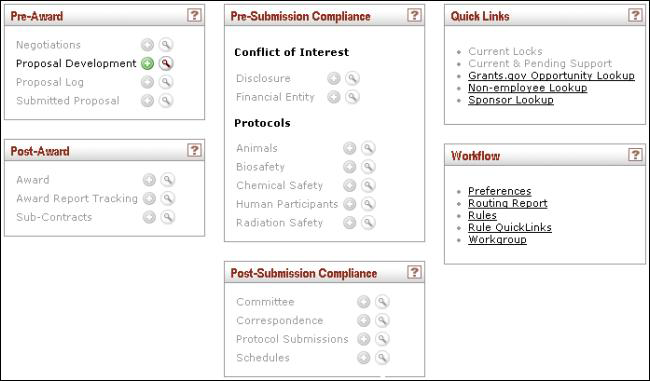 Pre-Award ?
Negotiations
Proposal Development
Proposal Log
Submitted Proposal
Post-Award ?
Award
Award Report Tracking
Sub-Contracts
Pre-Submission Compliance ?
Conflict of Interest
Disclosure
Financial Entity
Protocols
Animals
Biosafety
Chemical Safety
Human Participants
Radiation Safety
Post-Submission Compliance ?
Committee
Correspondence
Protocol Submissions
Schedules
Quick Links ?
Current Locks
Current & Pending Support
Grants.gov Opportunity Lookup
Non-employee Lookup
Sponsor Lookup
Workflow ?
Preferences
Routing Report
Rules
Rule QuickLinks
Workgroup